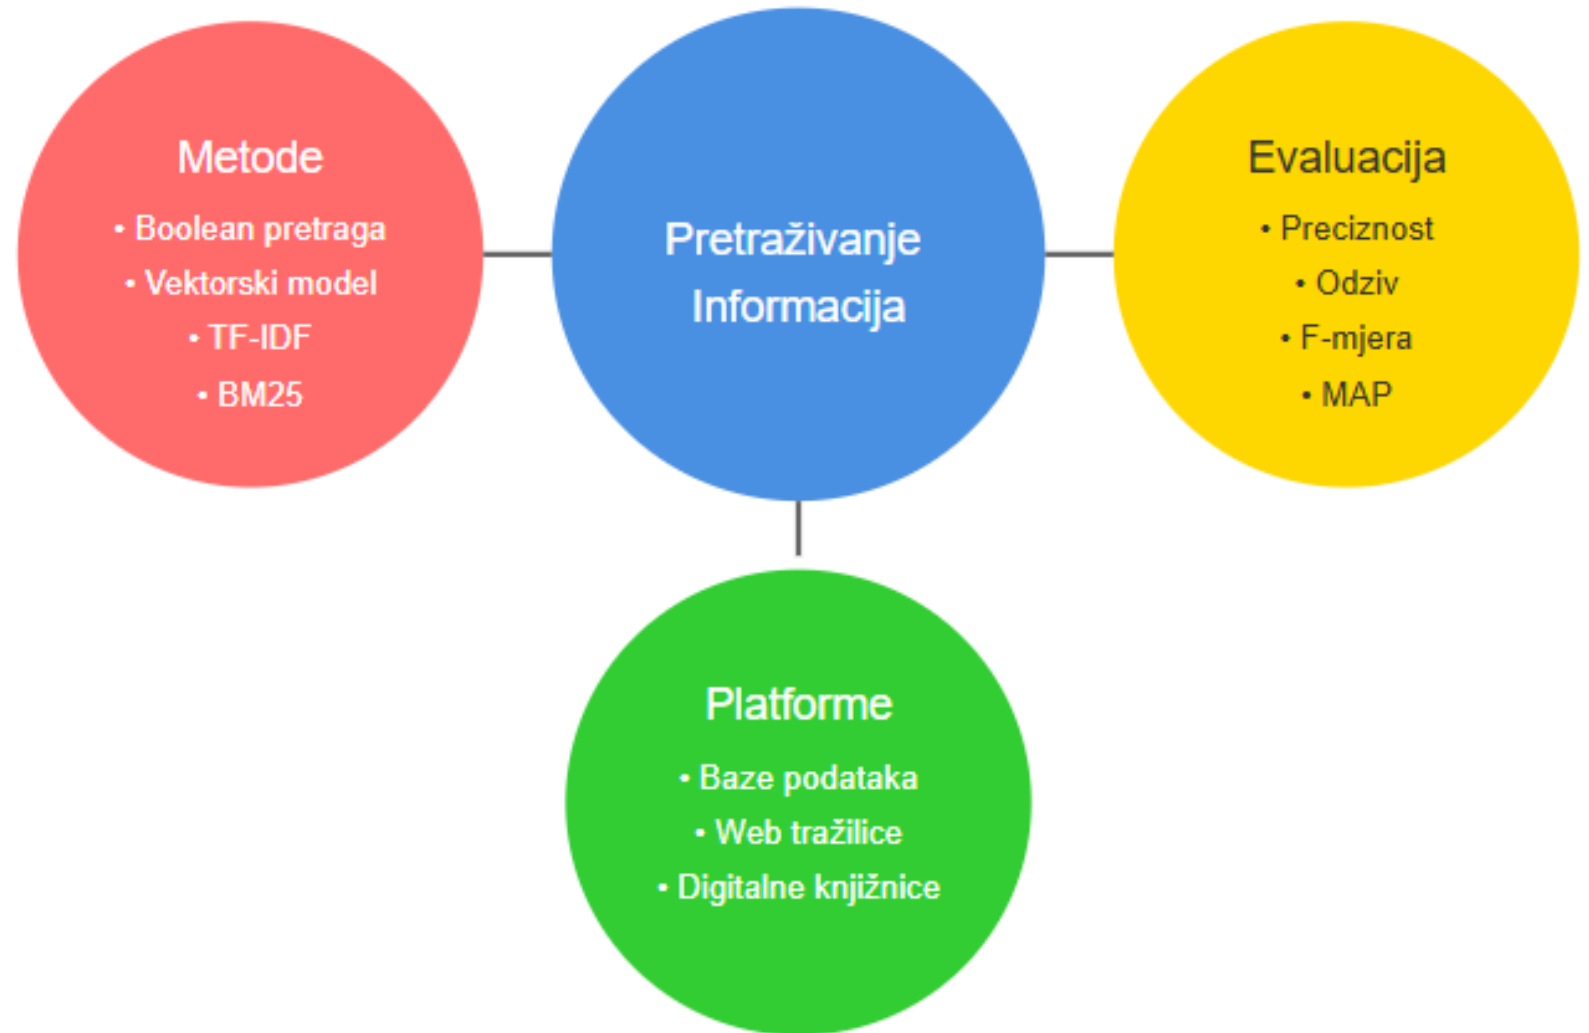 Metode
• Boolean pretraga
• Vektorski model
• TF-IDF
• BM25
Pretraživanje
Informacija
Evaluacija
• Preciznost
• Odziv
• F-mjera
• MAP
Platforme
• Baze podataka
• Web tražilice
• Digitalne knjižnice